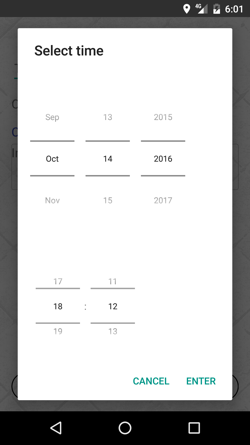 4G 6:01
Select time
Sep 13 2015
Oct 14 2016
Nov 15 2017
17 11
18 : 12
19 13
CANCEL ENTER